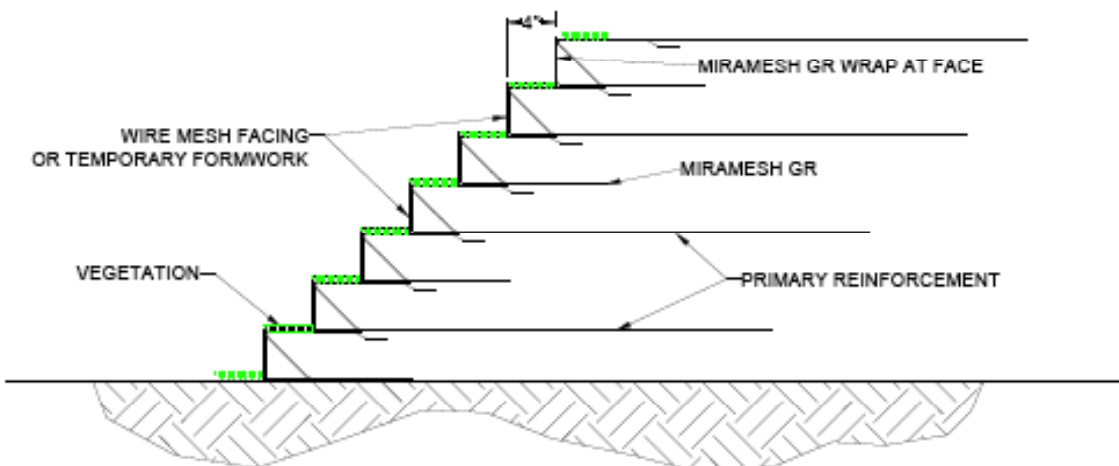 4"
MIRAMESH GR WRAP AT FACE
WIRE MESH FACING
OR TEMPORARY FORMWORK
MIRAMESH GR
VEGETATION
PRIMARY REINFORCEMENT